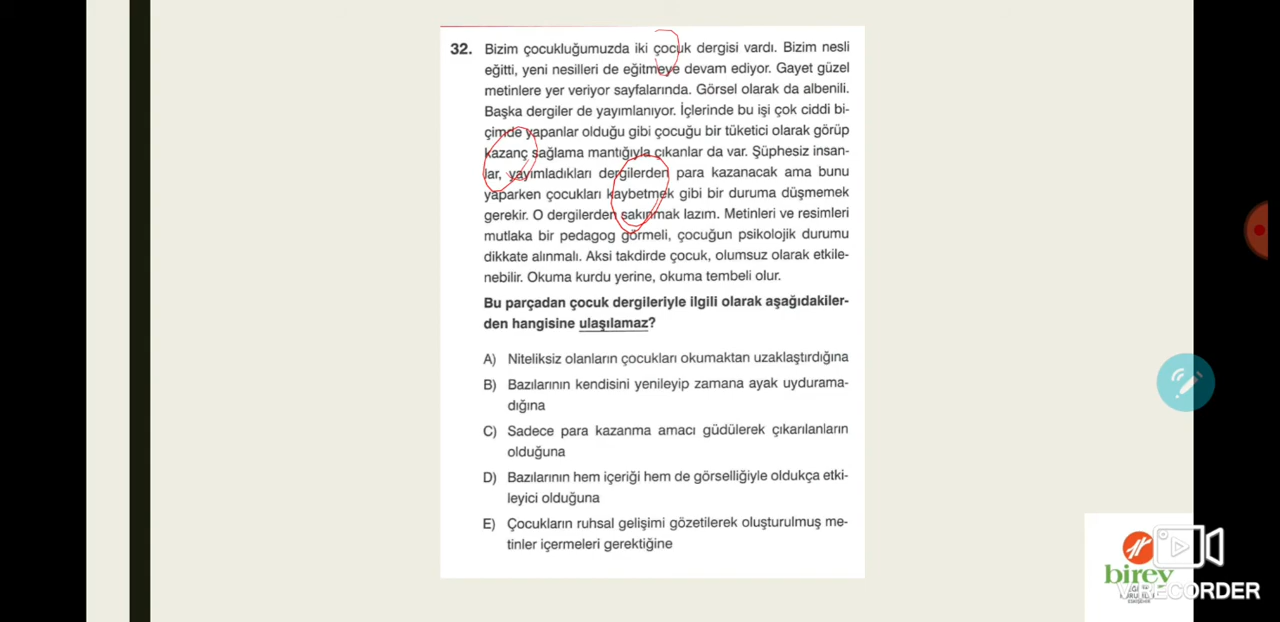 32. Bizim çocukluğumuzda iki çocuk dergisi vardı. Bizim nesli
eğitti, yeni nesilleri de eğitmeye devam ediyor. Gayet güzel
metinlere yer veriyor sayfalarında. Görsel olarak da albenili.
Başka dergiler de yayımlanıyor. İçlerinde bu işi çok ciddi bi-
çimde yapanlar olduğu gibi çocuğu bir tüketici olarak görüp
kazanç sağlama mantığıyla çıkanlar da var. Şüphesiz insan-
lar, yayımladıkları dergilerden para kazanacak ama bunu
yaparken çocukları kaybetmek gibi bir duruma düşmemek
gerekir. O dergilerden sakınmak lazım. Metinleri ve resimleri
mutlaka bir pedagog görmeli, çocuğun psikolojik durumu
dikkate alınmalı. Aksi takdirde çocuk, olumsuz olarak etkile-
nebilir. Okuma kurdu yerine, okuma tembeli olur.
Bu parçadan çocuk dergileriyle ilgili olarak aşağıdakiler-
den hangisine ulaşılamaz?
A) Niteliksiz olanların çocukları okumaktan uzaklaştırdığına
B) Bazılarının kendisini yenileyip zamana ayak uydurama-
dığına
C) Sadece para kazanma amacı güdülerek çıkarılanların
olduğuna
D) Bazılarının hem içeriği hem de görselliğiyle oldukça etki-
leyici olduğuna
E) Çocukların ruhsal gelişimi gözetilerek oluşturulmuş me-
tinler içermeleri gerektiğine
birey
RECORDER